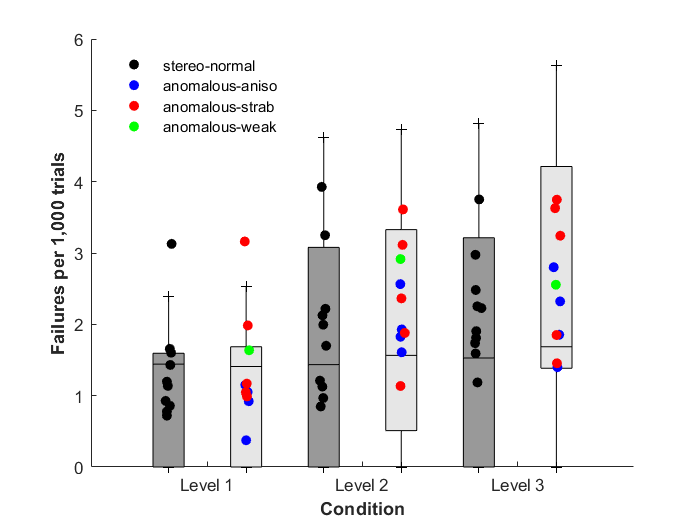 6
5
4
3
2
1
0
Failures per 1,000 trials
stereo-normal
anomalous-aniso
anomalous-strab
anomalous-weak
Level 1
Level 2
Level 3
Condition